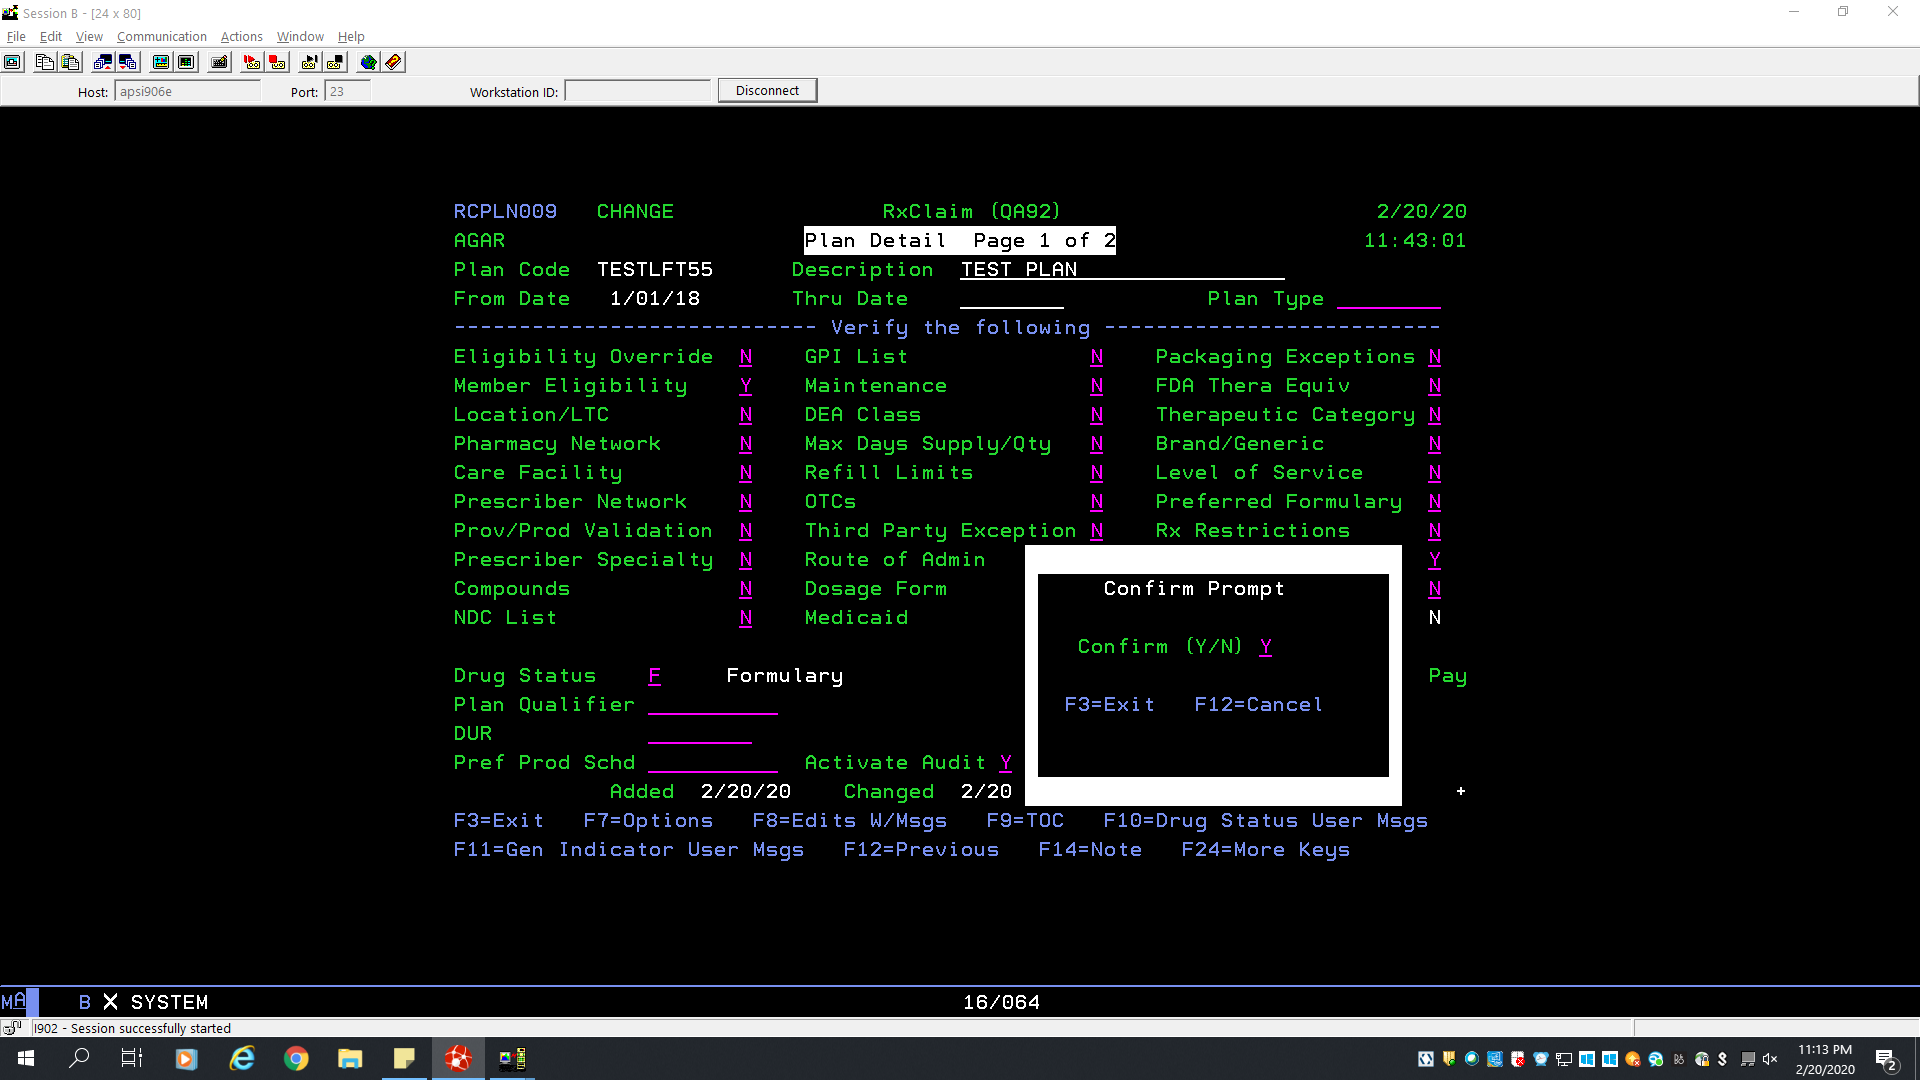 Session B - [24 x 80]
File Edit View Communication Actions Window Help
Host: apsi906e Port: 23 Workstation ID: Disconnect
RCPLN009 CHANGE RxClaim (QA92) 2/20/20
AGAR Plan Detail Page 1 of 2 11:43:01
Plan Code TESTLFT55 Description TEST PLAN
From Date 1/01/18 Thru Date Plan Type
---------------------------- Verify the following --------------------------
Eligibility Override N GPI List N Packaging Exceptions N
Member Eligibility Y Maintenance N FDA Thera Equiv N
Location/LTC N DEA Class N Therapeutic Category N
Pharmacy Network N Max Days Supply/Qty N Brand/Generic N
Care Facility N Refill Limits N Level of Service N
Prescriber Network N OTCs N Preferred Formulary N
Prov/Prod Validation N Third Party Exception N Rx Restrictions N
Prescriber Specialty N Route of Admin Y
Compounds N Dosage Form Confirm Prompt N
NDC List N Medicaid N
Confirm (Y/N) Y
Drug Status F Formulary Pay
Plan Qualifier F3=Exit F12=Cancel
DUR
Pref Prod Schd Activate Audit Y
Added 2/20/20 Changed 2/20 +
F3=Exit F7=Options F8=Edits W/Msgs F9=TOC F10=Drug Status User Msgs
F11=Gen Indicator User Msgs F12=Previous F14=Note F24=More Keys
MA B X SYSTEM 16/064
I902 - Session successfully started
11:13 PM
2/20/2020
2